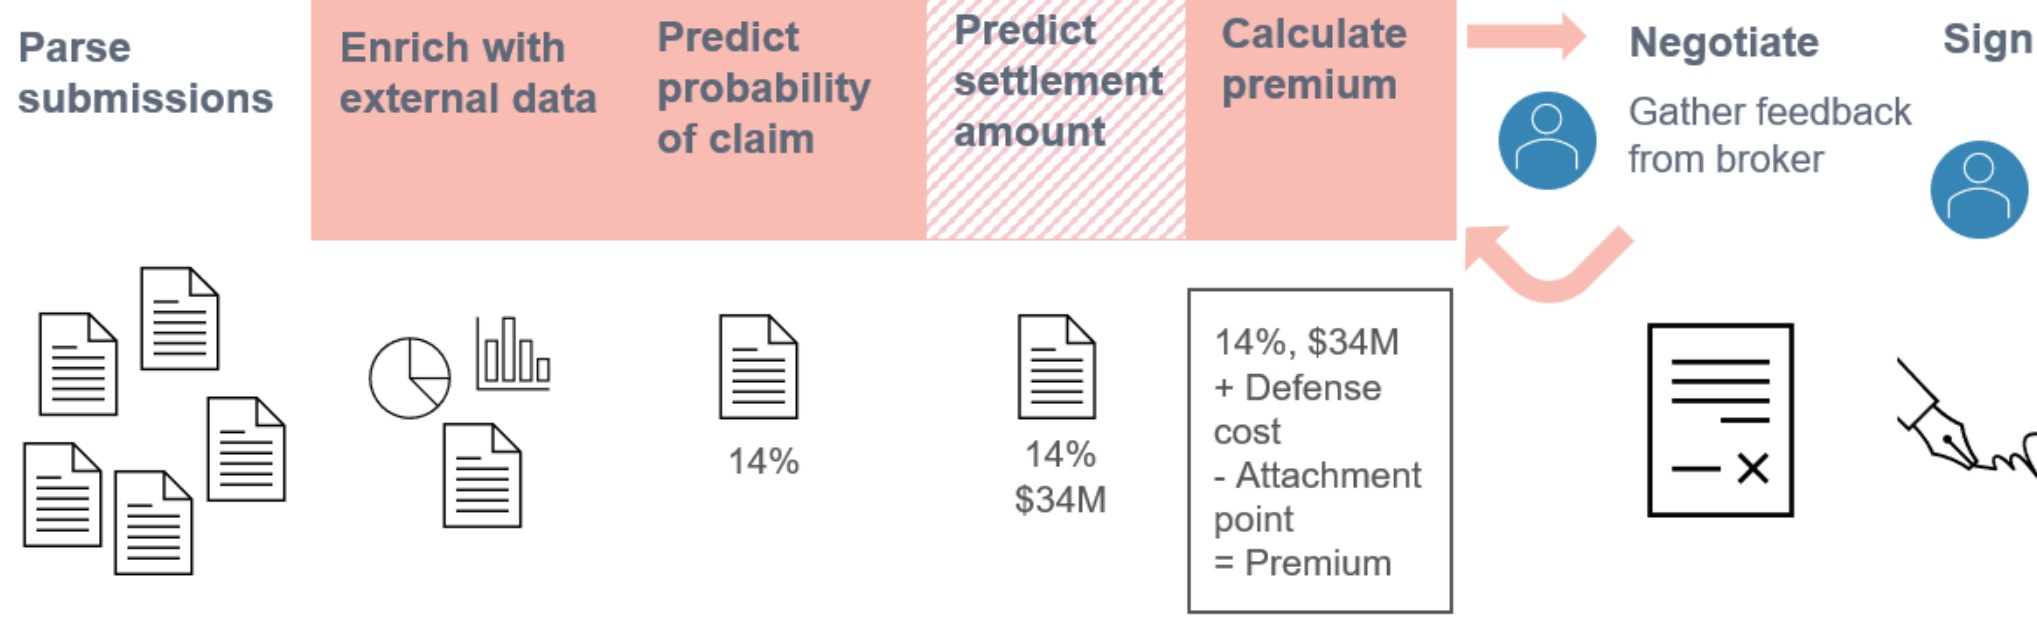 Parse
submissions
Enrich with
external data
Predict
probability
of claim
Predict
settlement
amount
Calculate
premium
Negotiate
Gather feedback
from broker
Sign
14%
14%
$34M
14%, $34M
+ Defense
cost
- Attachment
point
= Premium